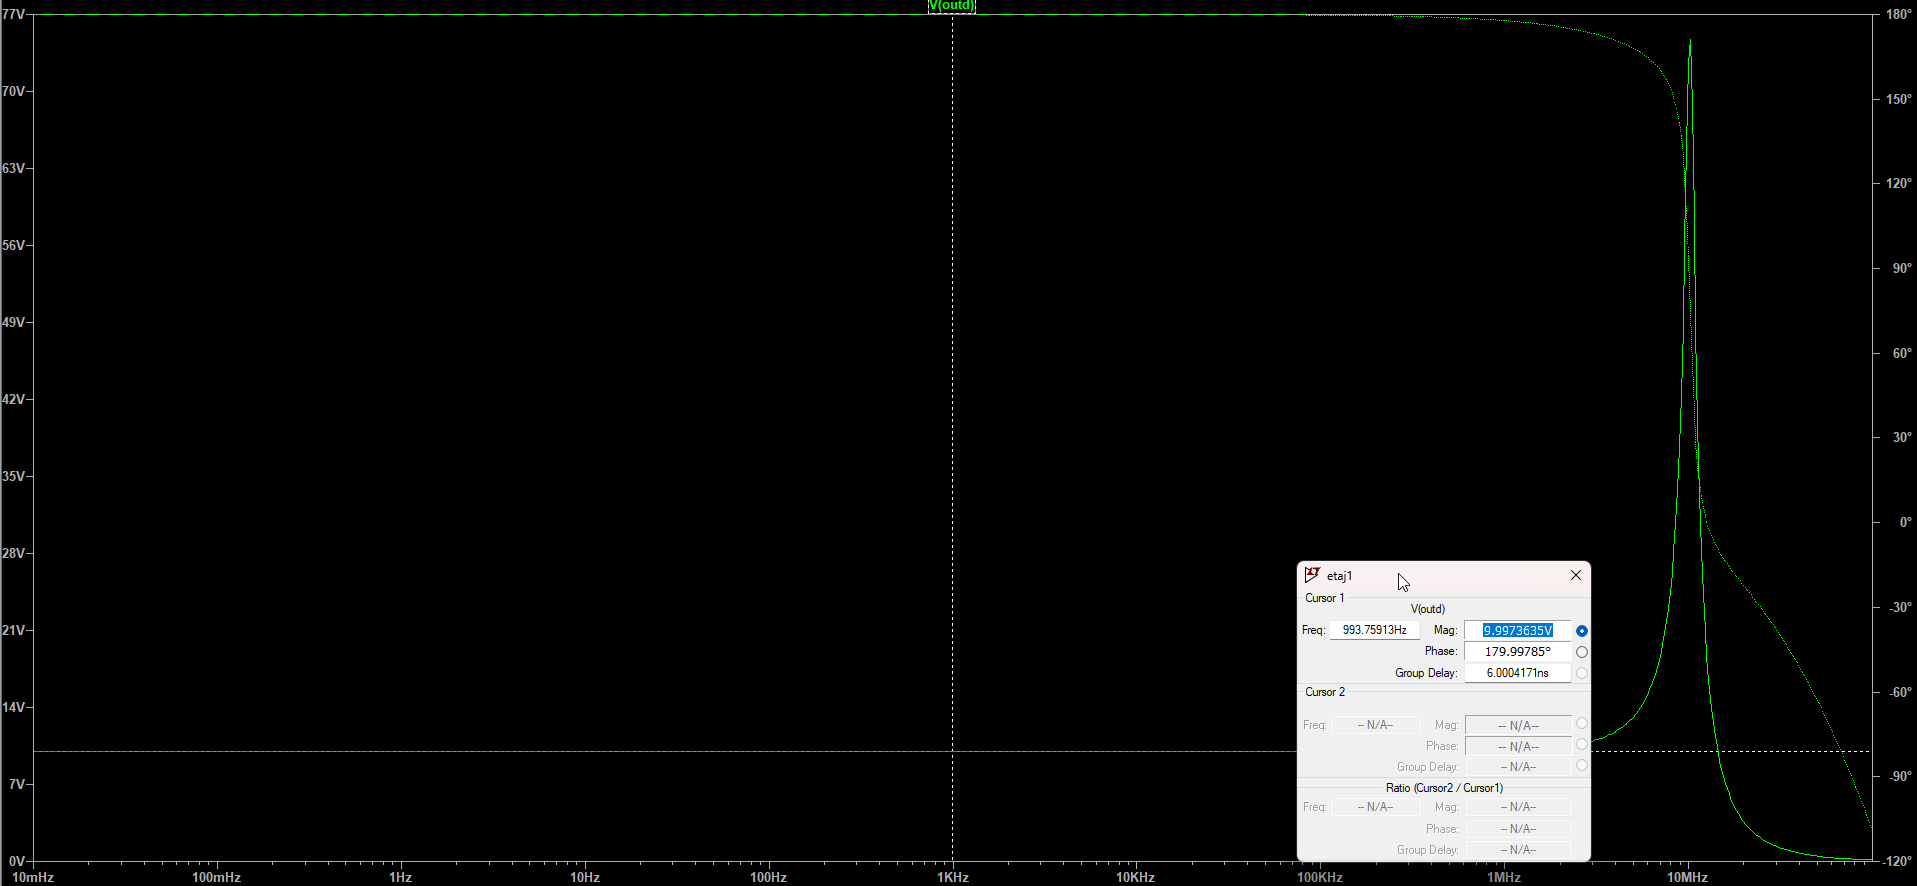 V(outd)
77V
70V
63V
56V
49V
42V
35V
28V
21V
14V
7V
0V
180°
150°
120°
90°
60°
30°
0°
-30°
-60°
-90°
-120°
10mHz 100mHz 1Hz 10Hz 100Hz 1KHz 10KHz 100KHz 1MHz 10MHz
etaj1
Cursor 1
V(outd)
Freq: 993.75913Hz Mag: 9.9973635V
Phase: 179.99785°
Group Delay: 6.0004171ns
Cursor 2
Freq: -- N/A-- Mag: -- N/A--
Phase: -- N/A--
Group Delay: -- N/A--
Ratio (Cursor2 / Cursor1)
Freq: -- N/A-- Mag: -- N/A--
Phase: -- N/A--
Group Delay: -- N/A--